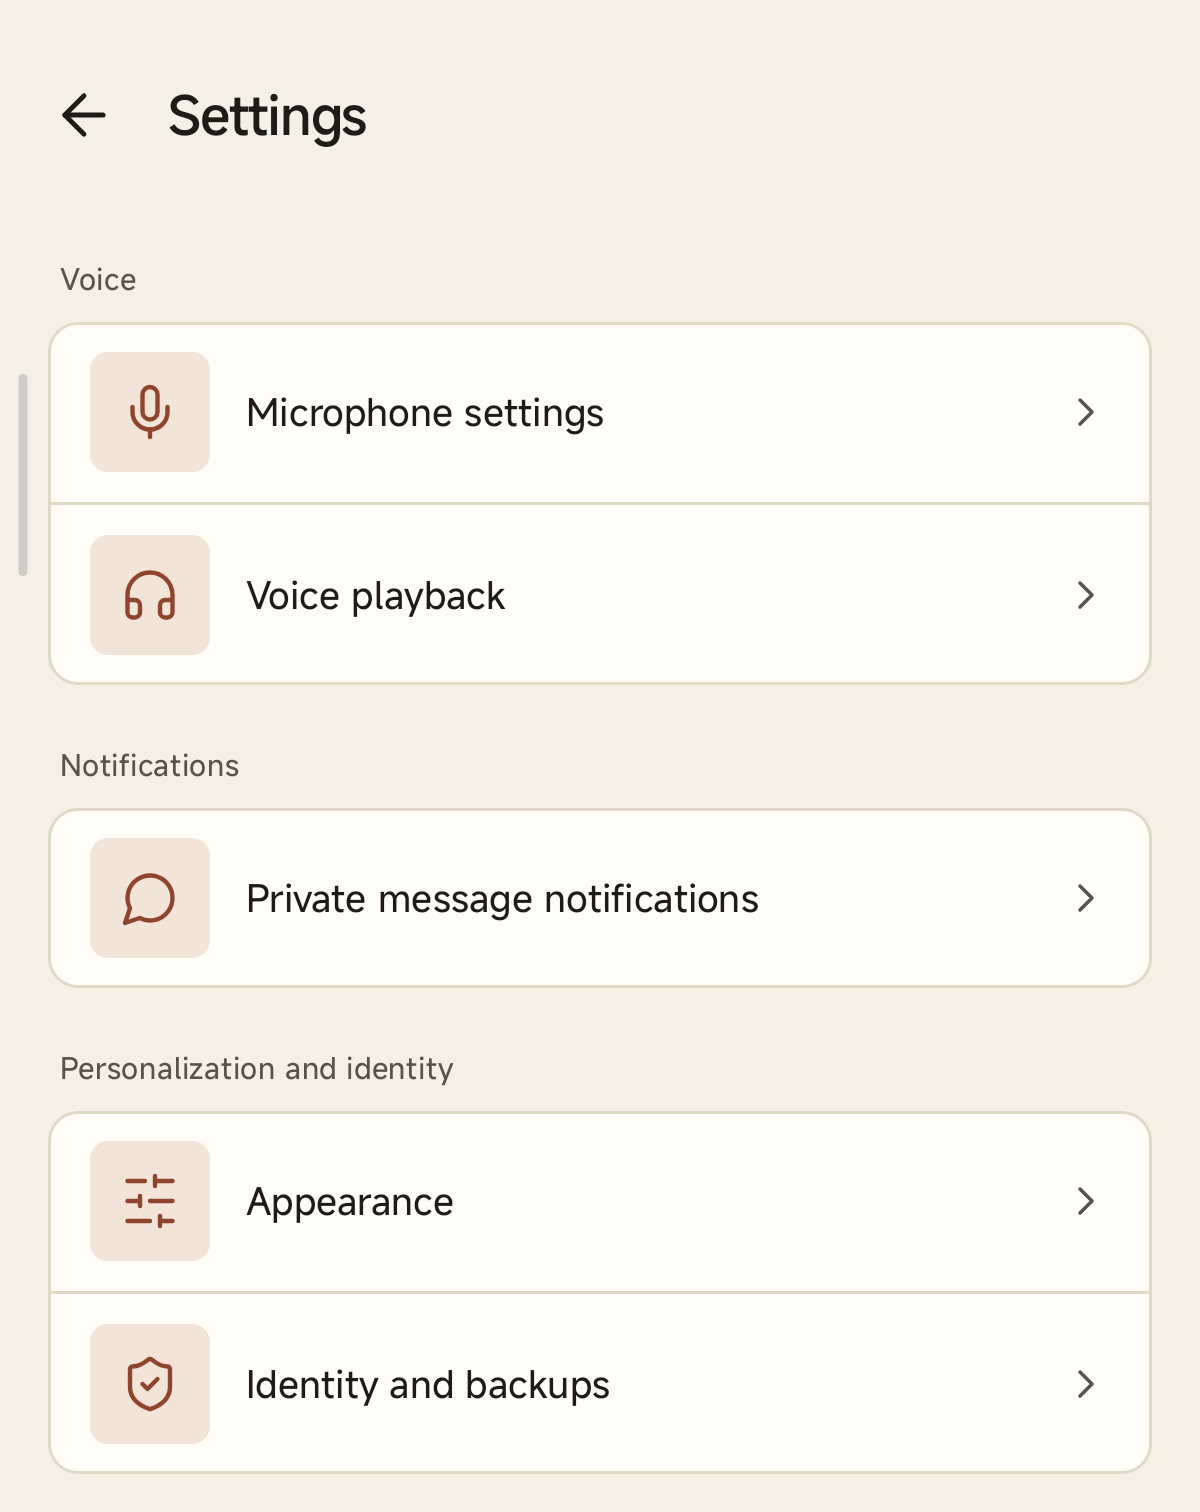 Settings
Voice
Microphone settings
Voice playback
Notifications
Private message notifications
Personalization and identity
Appearance
Identity and backups